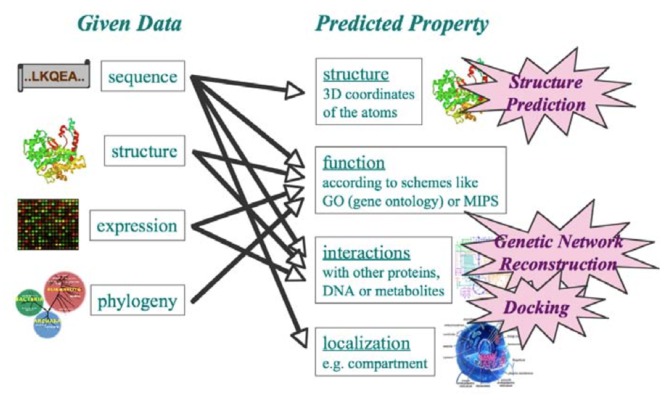 Given Data
Predicted Property
..LKQEA..
sequence
structure
expression
phylogeny
structure
3D coordinates
of the atoms
Structure
Prediction
function
according to schemes like
GO (gene ontology) or MIPS
interactions
with other proteins,
DNA or metabolites
Genetic Network
Reconstruction
Docking
localization
e.g. compartment